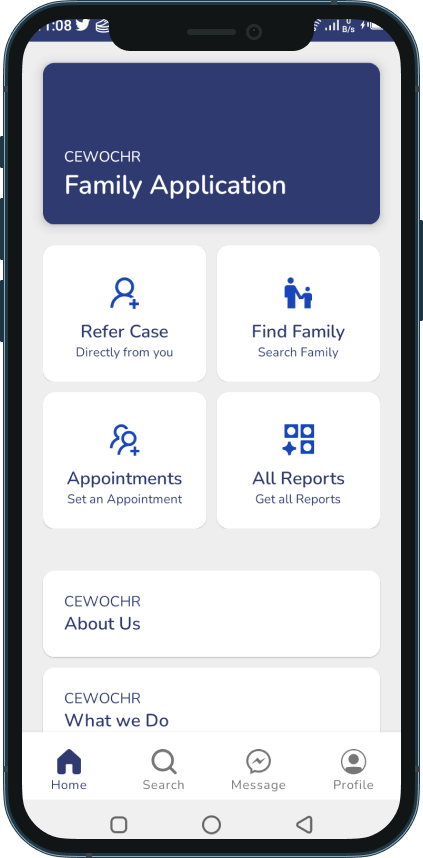 1:08
0
B/s
CEWOCHR
Family Application
Refer Case
Directly from you
Find Family
Search Family
Appointments
Set an Appointment
All Reports
Get all Reports
CEWOCHR
About Us
CEWOCHR
What we Do
Home
Search
Message
Profile